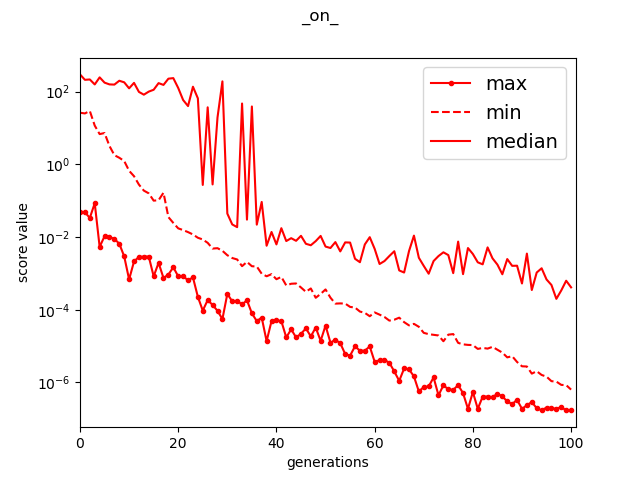 _on_
max
min
median
score value
10²
10⁰
10⁻²
10⁻⁴
10⁻⁶
0
20
40
60
80
100
generations